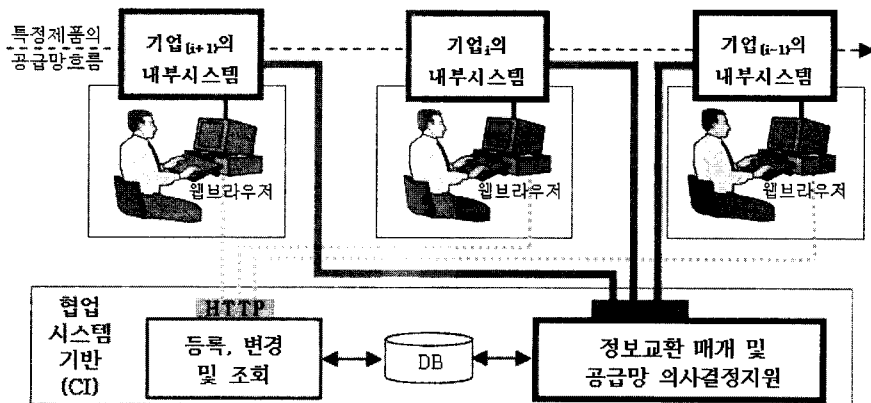 특정제품의
공급망흐름
기업(i+1)의
내부시스템
기업i의
내부시스템
기업(i-1)의
내부시스템
웹브라우저
웹브라우저
웹브라우저
협업
시스템
기반
(CI)
HTTP
등록, 변경
및 조회
DB
정보교환 매개 및
공급망 의사결정지원